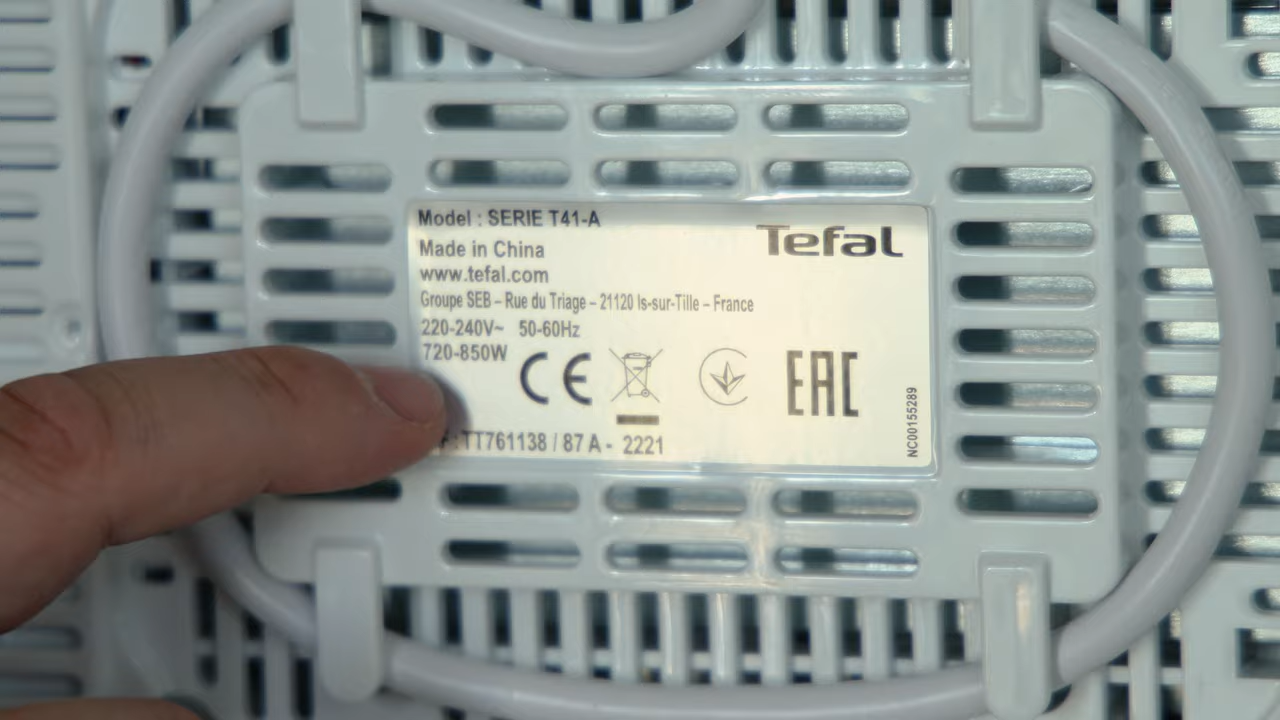 Model : SERIE T41-A
Tefal
Made in China
www.tefal.com
Groupe SEB – Rue du Triage – 21120 Is-sur-Tille – France
220-240V~ 50-60Hz
720-850W
CE
EAC
: TT761138 / 87 A - 2221
NC00155289